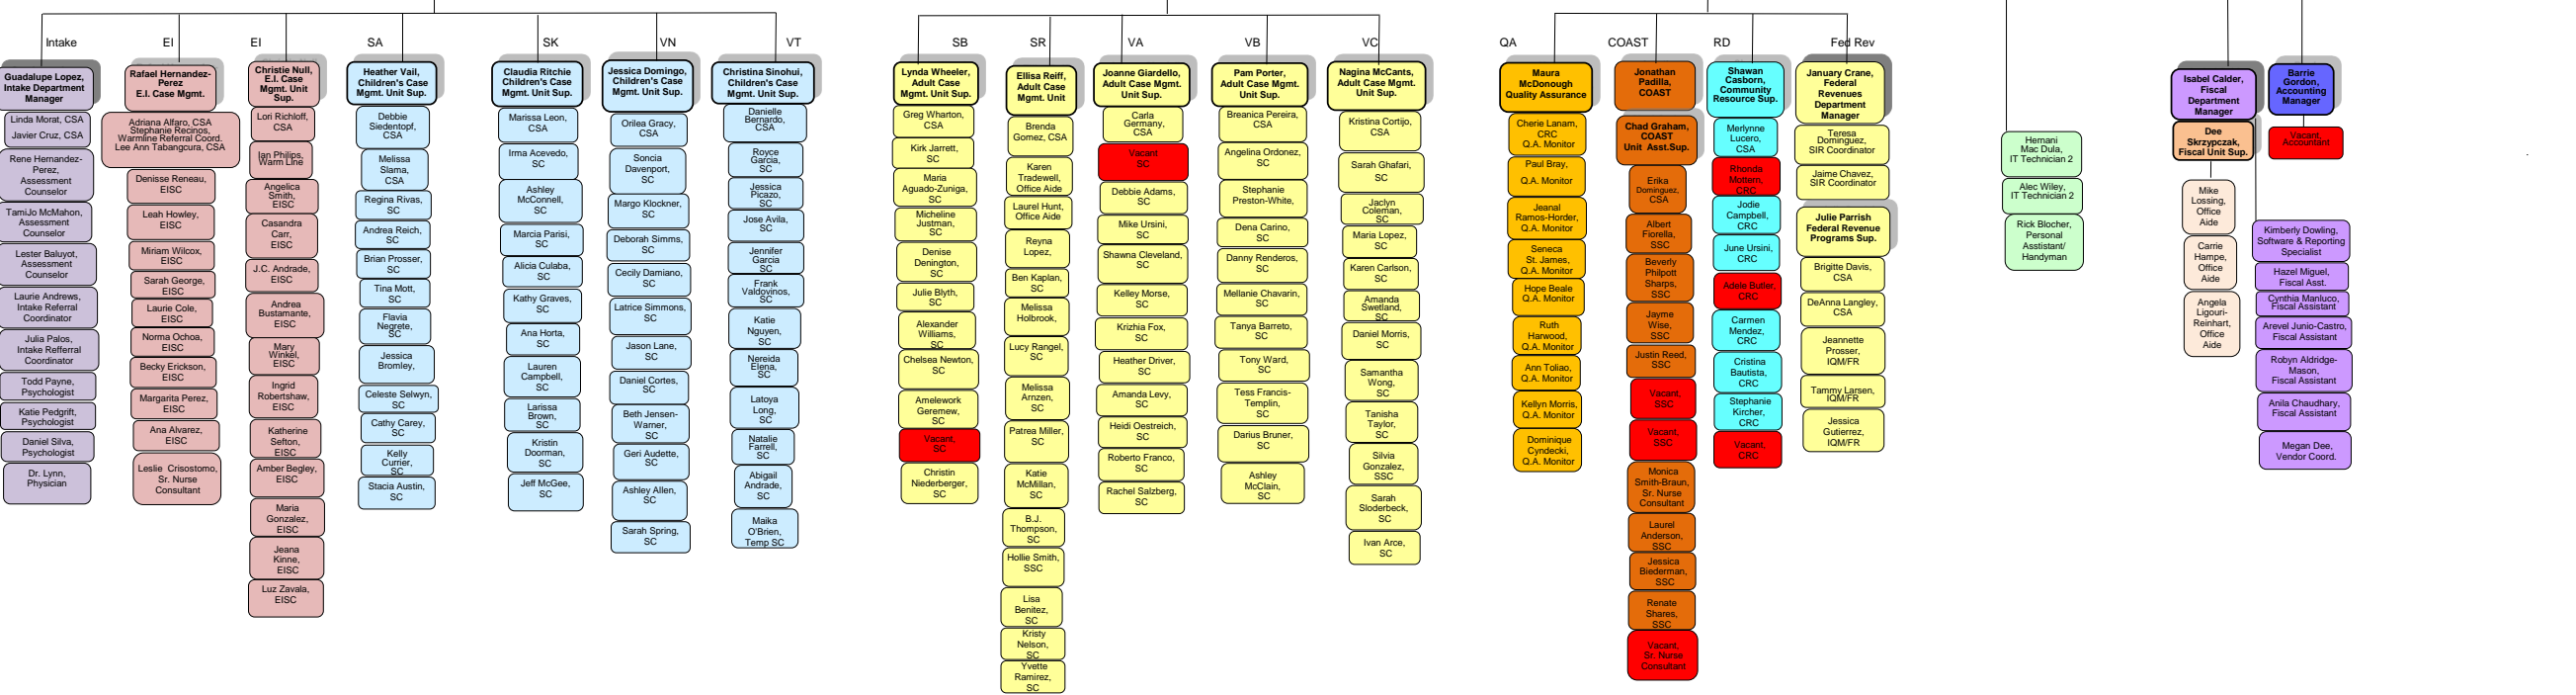 Intake
Guadalupe Lopez,
Intake Department
Manager
Linda Morat, CSA
Javier Cruz, CSA
Rene Hernandez-
Perez,
Assessment
Counselor
TamiJo McMahon,
Assessment
Counselor
Lester Baluyot,
Assessment
Counselor
Laurie Andrews,
Intake Referral
Coordinator
Julia Palos,
Intake Refferral
Coordinator
Todd Payne,
Psychologist
Katie Pedgrift,
Psychologist
Daniel Silva,
Psychologist
Dr. Lynn,
Physician
EI
Rafael Hernandez-
Perez
E.I. Case Mgmt.
Adriana Alfaro, CSA
Stephanie Recinos,
Warmline Referral Coord.
Lee Ann Tabangcura, CSA
Denisse Reneau,
EISC
Leah Howley,
EISC
Miriam Wilcox,
EISC
Sarah George,
EISC
Laurie Cole,
EISC
Norma Ochoa,
EISC
Becky Erickson,
EISC
Margarita Perez,
EISC
Ana Alvarez,
EISC
Leslie Crisostomo,
Sr. Nurse
Consultant
EI
Christie Null,
E.I. Case
Mgmt. Unit
Sup.
Lori Richloff,
CSA
Ian Philips,
Warm Line
Angelica
Smith,
EISC
Casandra
Carr,
EISC
J.C. Andrade,
EISC
Andrea
Bustamante,
EISC
Mary
Winkel,
EISC
Ingrid
Robertshaw,
EISC
Katherine
Sefton,
EISC
Amber Begley,
EISC
Maria
Gonzalez,
EISC
Jeana
Kinne,
EISC
Luz Zavala,
EISC
SA
Heather Vail,
Children's Case
Mgmt. Unit Sup.
Debbie
Siedentopf,
CSA
Melissa
Slama,
CSA
Regina Rivas,
SC
Andrea Reich,
SC
Brian Prosser,
SC
Tina Mott,
SC
Flavia
Negrete,
SC
Jessica
Bromley,
Celeste Selwyn,
SC
Cathy Carey,
SC
Kelly
Currier,
SC
Stacia Austin,
SC
SK
Claudia Ritchie
Children's Case
Mgmt. Unit Sup.
Marissa Leon,
CSA
Irma Acevedo,
SC
Ashley
McConnell,
SC
Marcia Parisi,
SC
Alicia Culaba,
SC
Kathy Graves,
SC
Ana Horta,
SC
Lauren
Campbell,
SC
Larissa
Brown,
SC
Kristin
Doorman,
SC
Jeff McGee,
SC
VN
Jessica Domingo,
Children's Case
Mgmt. Unit Sup.
Orilea Gracy,
CSA
Soncia
Davenport,
SC
Margo Klockner,
SC
Deborah Simms,
SC
Cecily Damiano,
SC
Latrice Simmons,
SC
Jason Lane,
SC
Daniel Cortes,
SC
Beth Jensen-
Warner,
SC
Geri Audette,
SC
Ashley Allen,
SC
Sarah Spring,
SC
VT
Christina Sinohui,
Children's Case
Mgmt. Unit Sup.
Danielle
Bernardo,
CSA
Royce
Garcia,
SC
Jessica
Picazo,
SC
Jose Avila,
SC
Jennifer
Garcia
SC
Frank
Valdovinos,
SC
Katie
Nguyen,
SC
Nereida
Elena,
SC
Latoya
Long,
SC
Natalie
Farrell,
SC
Abigail
Andrade,
SC
Maika
O'Brien,
Temp SC
SB
Lynda Wheeler,
Adult Case
Mgmt. Unit Sup.
Greg Wharton,
CSA
Kirk Jarrett,
SC
Maria
Aguado-Zuniga,
SC
Micheline
Justman,
SC
Denise
Denington,
SC
Julie Blyth,
SC
Alexander
Williams,
SC
Chelsea Newton,
SC
Amelework
Geremew,
SC
Vacant,
SC
Christin
Niederberger,
SC
SR
Ellisa Reiff,
Adult Case
Mgmt. Unit
Brenda
Gomez, CSA
Karen
Tradewell,
Office Aide
Laurel Hunt,
Office Aide
Reyna
Lopez,
Ben Kaplan,
SC
Melissa
Holbrook,
Lucy Rangel,
SC
Melissa
Arnzen,
SC
Patrea Miller,
SC
Katie
McMillan,
SC
B.J.
Thompson,
SC
Hollie Smith,
SSC
Lisa
Benitez,
SC
Kristy
Nelson,
SC
Yvette
Ramirez,
SC
VA
Joanne Giardello,
Adult Case Mgmt.
Unit Sup.
Carla
Germany,
CSA
Vacant
SC
Debbie Adams,
SC
Mike Ursini,
SC
Shawna Cleveland,
SC
Kelley Morse,
SC
Krizhia Fox,
SC
Heather Driver,
SC
Amanda Levy,
SC
Heidi Oestreich,
SC
Roberto Franco,
SC
Rachel Salzberg,
SC
VB
Pam Porter,
Adult Case Mgmt.
Unit Sup.
Breanica Pereira,
CSA
Angelina Ordonez,
SC
Stephanie
Preston-White,
Dena Carino,
SC
Danny Renderos,
SC
Mellanie Chavarin,
SC
Tanya Barreto,
SC
Tony Ward,
SC
Tess Francis-
Templin,
SC
Darius Bruner,
SC
Ashley
McClain,
SC
VC
Nagina McCants,
Adult Case Mgmt.
Unit Sup.
Kristina Cortijo,
CSA
Sarah Ghafari,
SC
Jaclyn
Coleman,
SC
Maria Lopez,
SC
Karen Carlson,
SC
Amanda
Swetland,
SC
Daniel Morris,
SC
Samantha
Wong,
SC
Tanisha
Taylor,
SC
Silvia
Gonzalez,
SSC
Sarah
Sloderbeck,
SC
Ivan Arce,
SC
QA
Maura
McDonough
Quality Assurance
Cherie Lanam,
CRC
Q.A. Monitor
Paul Bray,
Q.A. Monitor
Jeanal
Ramos-Horder,
Q.A. Monitor
Seneca
St. James,
Q.A. Monitor
Hope Beale
Q.A. Monitor
Ruth
Harwood,
Q.A. Monitor
Ann Toliao,
Q.A. Monitor
Kellyn Morris,
Q.A. Monitor
Dominique
Cyndecki,
Q.A. Monitor
COAST
Jonathan
Padilla,
COAST
Chad Graham,
COAST
Unit Asst.Sup.
Erika
Dominguez,
CSA
Albert
Fiorella,
SSC
Beverly
Philpott
Sharps,
SSC
Jayme
Wise,
SSC
Justin Reed,
SSC
Vacant,
SSC
Vacant,
SSC
Monica
Smith-Braun,
Sr. Nurse
Consultant
Laurel
Anderson,
SSC
Jessica
Biederman,
SSC
Renate
Shares,
SSC
Vacant,
Sr. Nurse
Consultant
RD
Shawan
Casborn,
Community
Resource Sup.
Merlynne
Lucero,
CSA
Rhonda
Mottern,
CRC
Jodie
Campbell,
CRC
June Ursini,
CRC
Adele Butler,
CRC
Carmen
Mendez,
CRC
Cristina
Bautista,
CRC
Stephanie
Kircher,
CRC
Vacant,
CRC
Fed Rev
January Crane,
Federal
Revenues
Department
Manager
Teresa
Dominguez,
SIR Coordinator
Jaime Chavez,
SIR Coordinator
Julie Parrish
Federal Revenue
Programs Sup.
Brigitte Davis,
CSA
DeAnna Langley,
CSA
Jeannette
Prosser,
IQM/FR
Tammy Larsen,
IQM/FR
Jessica
Gutierrez,
IQM/FR
Hernani
Mac Dula,
IT Technician 2
Alec Wiley,
IT Technician 2
Rick Blocher,
Personal
Asstistant/
Handyman
Isabel Calder,
Fiscal
Department
Manager
Dee
Skrzypczak,
Fiscal Unit Sup.
Mike
Lossing,
Office
Aide
Carrie
Hampe,
Office
Aide
Angela
Ligouri-
Reinhart,
Office
Aide
Barrie
Gordon,
Accounting
Manager
Vacant,
Accountant
Kimberly Dowling,
Software & Reporting
Specialist
Hazel Miguel,
Fiscal Asst.
Cynthia Manluco,
Fiscal Assistant
Arevel Junio-Castro,
Fiscal Assistant
Robyn Aldridge-
Mason,
Fiscal Assistant
Anila Chaudhary,
Fiscal Assistant
Megan Dee,
Vendor Coord.